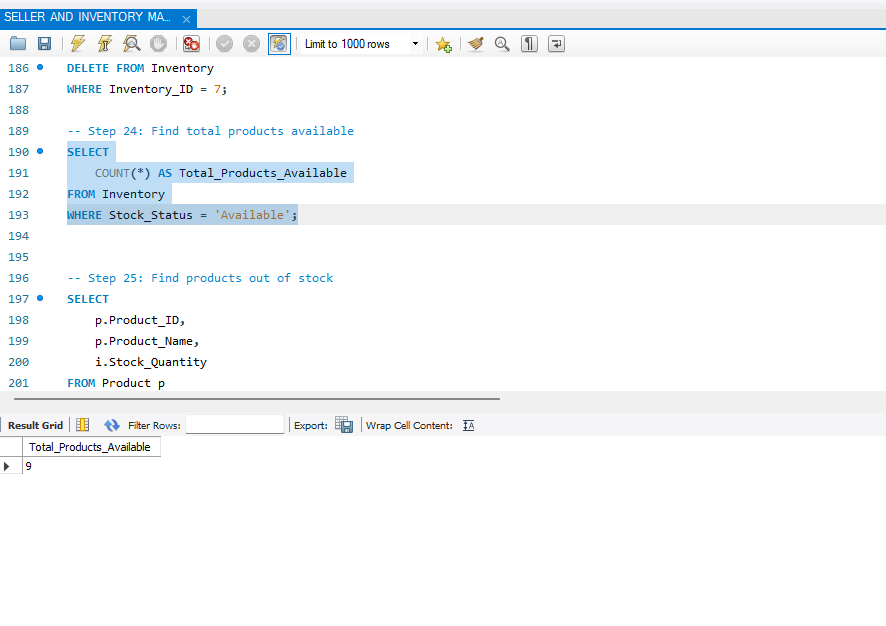 SELLER AND INVENTORY MA...
Limit to 1000 rows
186 DELETE FROM Inventory
187 WHERE Inventory_ID = 7;
188
189 -- Step 24: Find total products available
190 SELECT
191 COUNT(*) AS Total_Products_Available
192 FROM Inventory
193 WHERE Stock_Status = 'Available';
194
195
196 -- Step 25: Find products out of stock
197 SELECT
198 p.Product_ID,
199 p.Product_Name,
200 i.Stock_Quantity
201 FROM Product p
Result Grid Filter Rows: Export: Wrap Cell Content:
Total_Products_Available
9